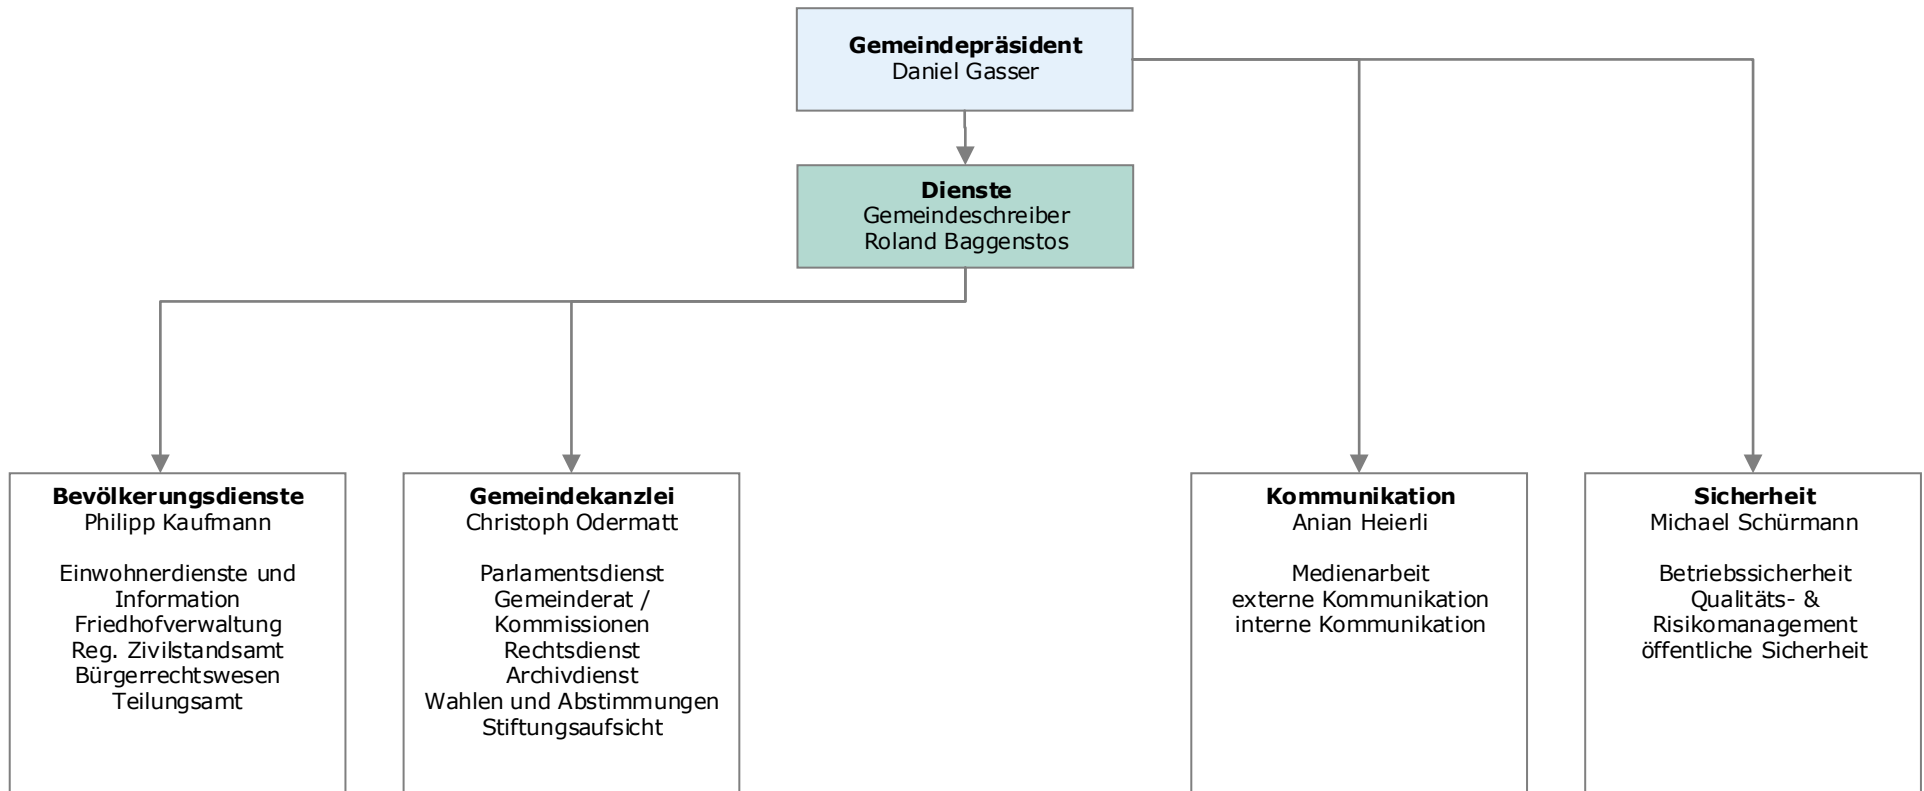 Gemeindepräsident
Daniel Gasser
Dienste
Gemeindeschreiber
Roland Baggenstos
Bevölkerungsdienste
Philipp Kaufmann
Einwohnerdienste und
Information
Friedhofverwaltung
Reg. Zivilstandsamt
Bürgerrechtswesen
Teilungsamt
Gemeindekanzlei
Christoph Odermatt
Parlamentsdienst
Gemeinderat /
Kommissionen
Rechtsdienst
Archivdienst
Wahlen und Abstimmungen
Stiftungsaufsicht
Kommunikation
Anian Heierli
Medienarbeit
externe Kommunikation
interne Kommunikation
Sicherheit
Michael Schürmann
Betriebssicherheit
Qualitäts- &
Risikomanagement
öffentliche Sicherheit